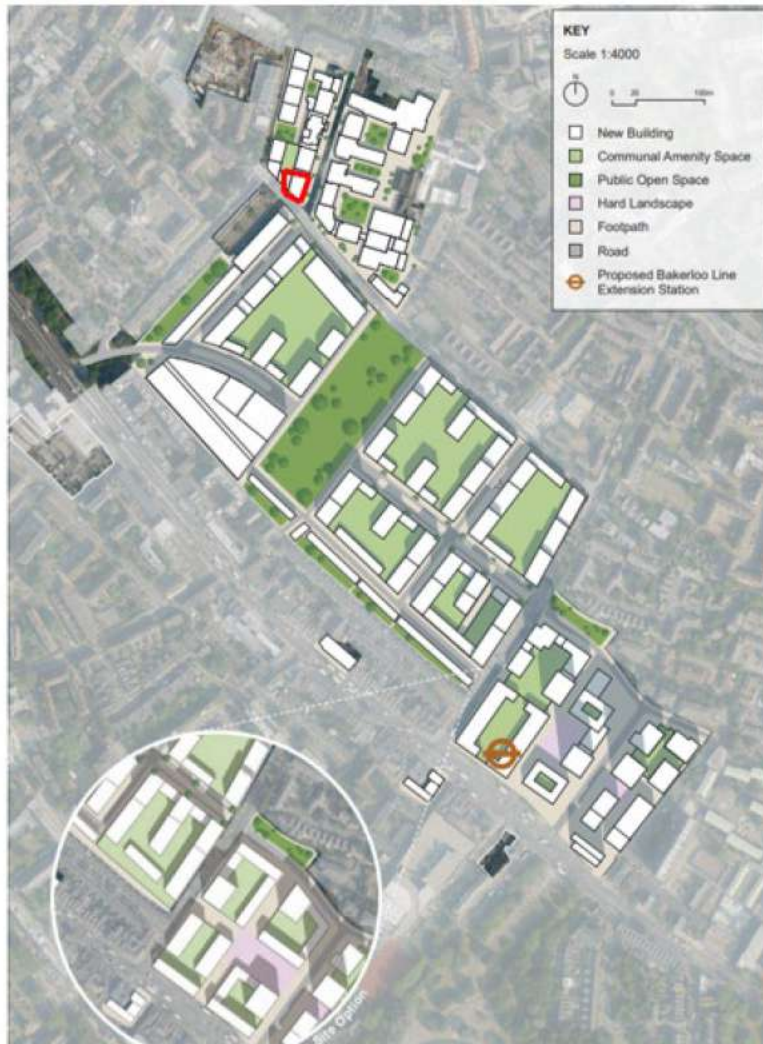 KEY
Scale 1:4000
N
0 20 100m
New Building
Communal Amenity Space
Public Open Space
Hard Landscape
Footpath
Road
Proposed Bakerloo Line
Extension Station
Site Option